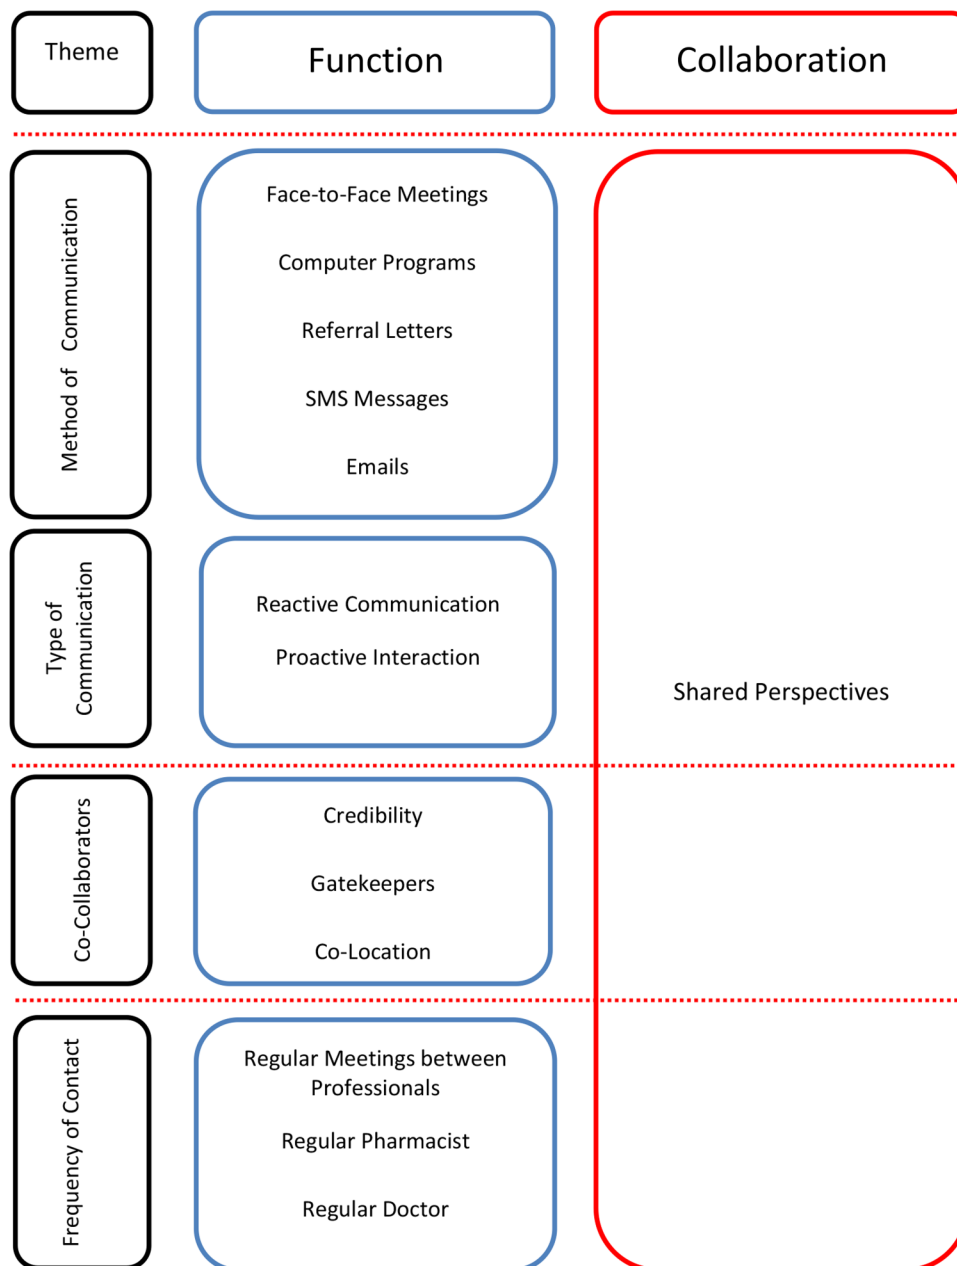 Theme
Function
Collaboration
Method of Communication
Face-to-Face Meetings
Computer Programs
Referral Letters
SMS Messages
Emails
Type of
Communication
Reactive Communication
Proactive Interaction
Shared Perspectives
Co-Collaborators
Credibility
Gatekeepers
Co-Location
Frequency of Contact
Regular Meetings between
Professionals
Regular Pharmacist
Regular Doctor